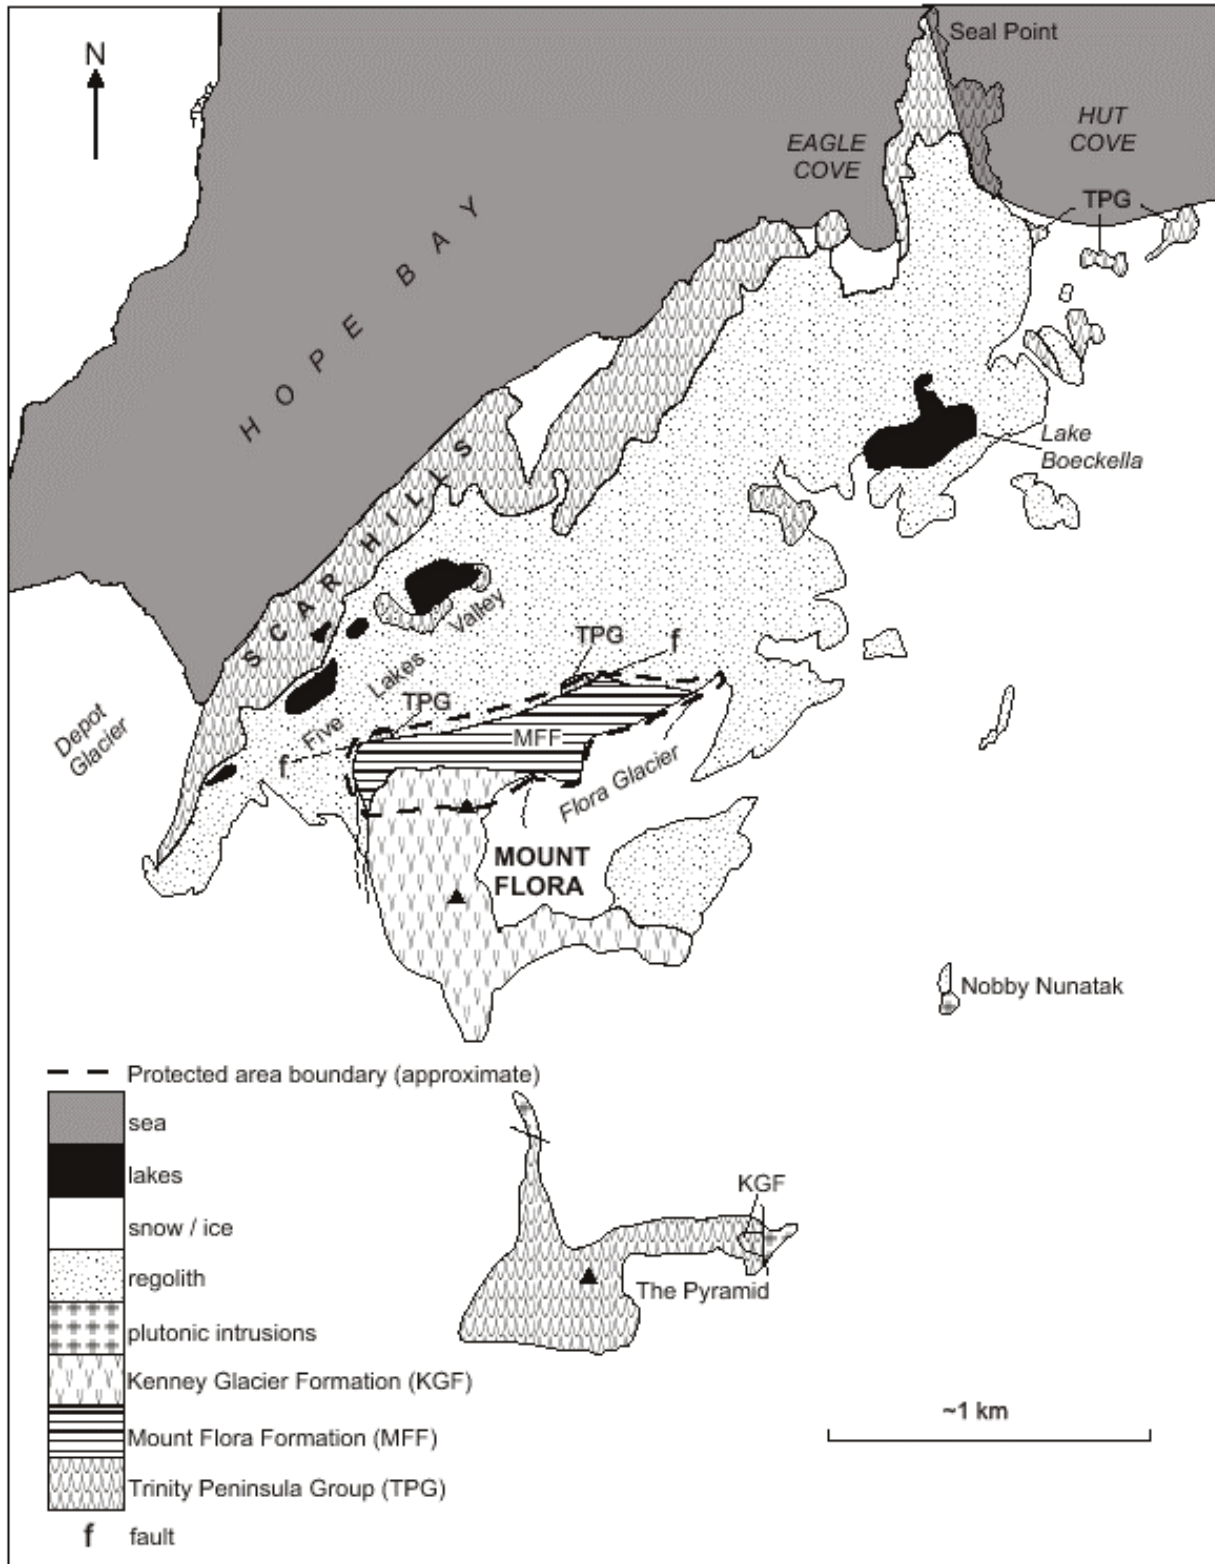 N
Seal Point
HUT
COVE
EAGLE
COVE
TPG
HOPE BAY
Lake
Boeckella
SCAR HILLS
Five Lakes Valley
TPG
f
TPG
MFF
f
Depot
Glacier
Flora Glacier
MOUNT
FLORA
Nobby Nunatak
Protected area boundary (approximate)
sea
lakes
snow / ice
regolith
plutonic intrusions
Kenney Glacier Formation (KGF)
Mount Flora Formation (MFF)
Trinity Peninsula Group (TPG)
f fault
KGF
The Pyramid
~1 km